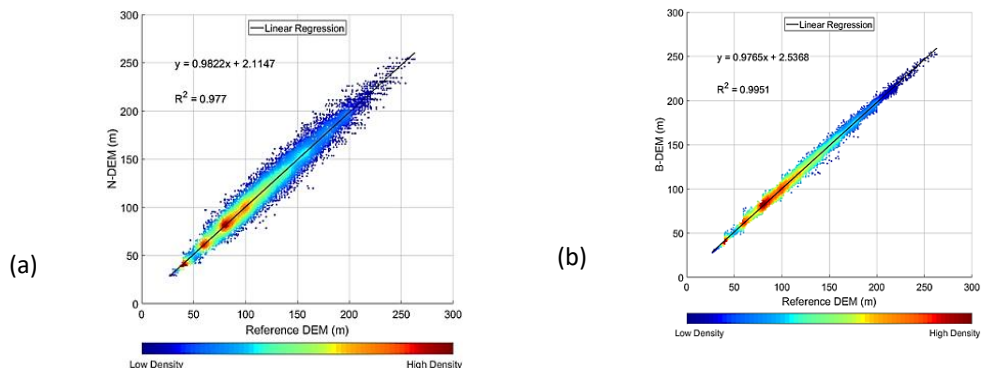 Linear Regression
y = 0.9822x + 2.1147
R² = 0.977
N-DEM (m)
300
250
200
150
100
50
0
0 50 100 150 200 250 300
Reference DEM (m)
Low Density High Density
(a)
Linear Regression
y = 0.9765x + 2.5368
R² = 0.9951
B-DEM (m)
300
250
200
150
100
50
0
0 50 100 150 200 250 300
Reference DEM (m)
Low Density High Density
(b)